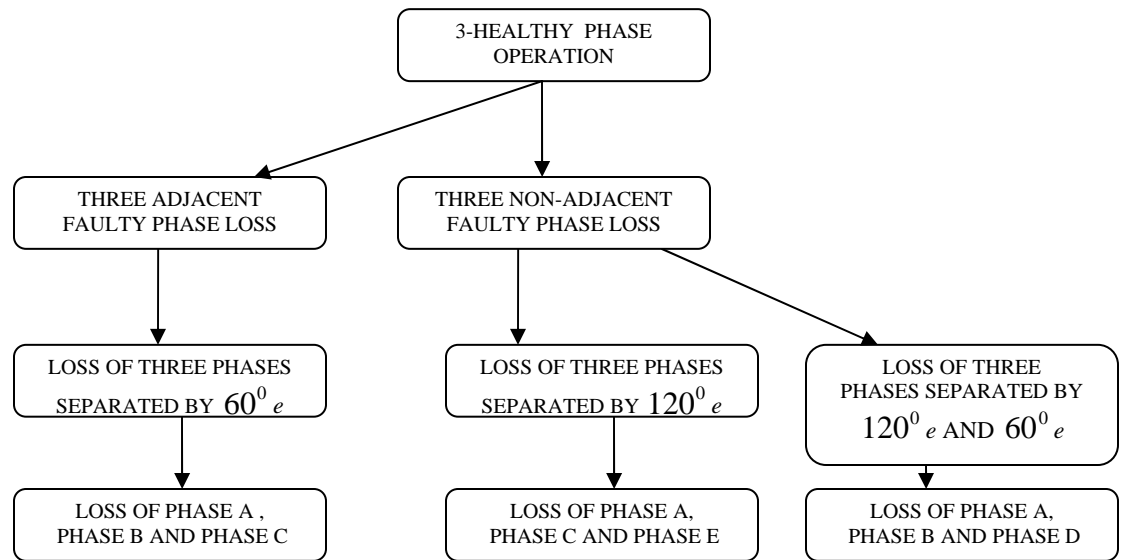 3-HEALTHY PHASE
OPERATION
THREE ADJACENT
FAULTY PHASE LOSS
THREE NON-ADJACENT
FAULTY PHASE LOSS
LOSS OF THREE PHASES
SEPARATED BY 60⁰ e
LOSS OF THREE PHASES
SEPARATED BY 120⁰ e
LOSS OF THREE
PHASES SEPARATED BY
120⁰ e AND 60⁰ e
LOSS OF PHASE A ,
PHASE B AND PHASE C
LOSS OF PHASE A,
PHASE C AND PHASE E
LOSS OF PHASE A,
PHASE B AND PHASE D